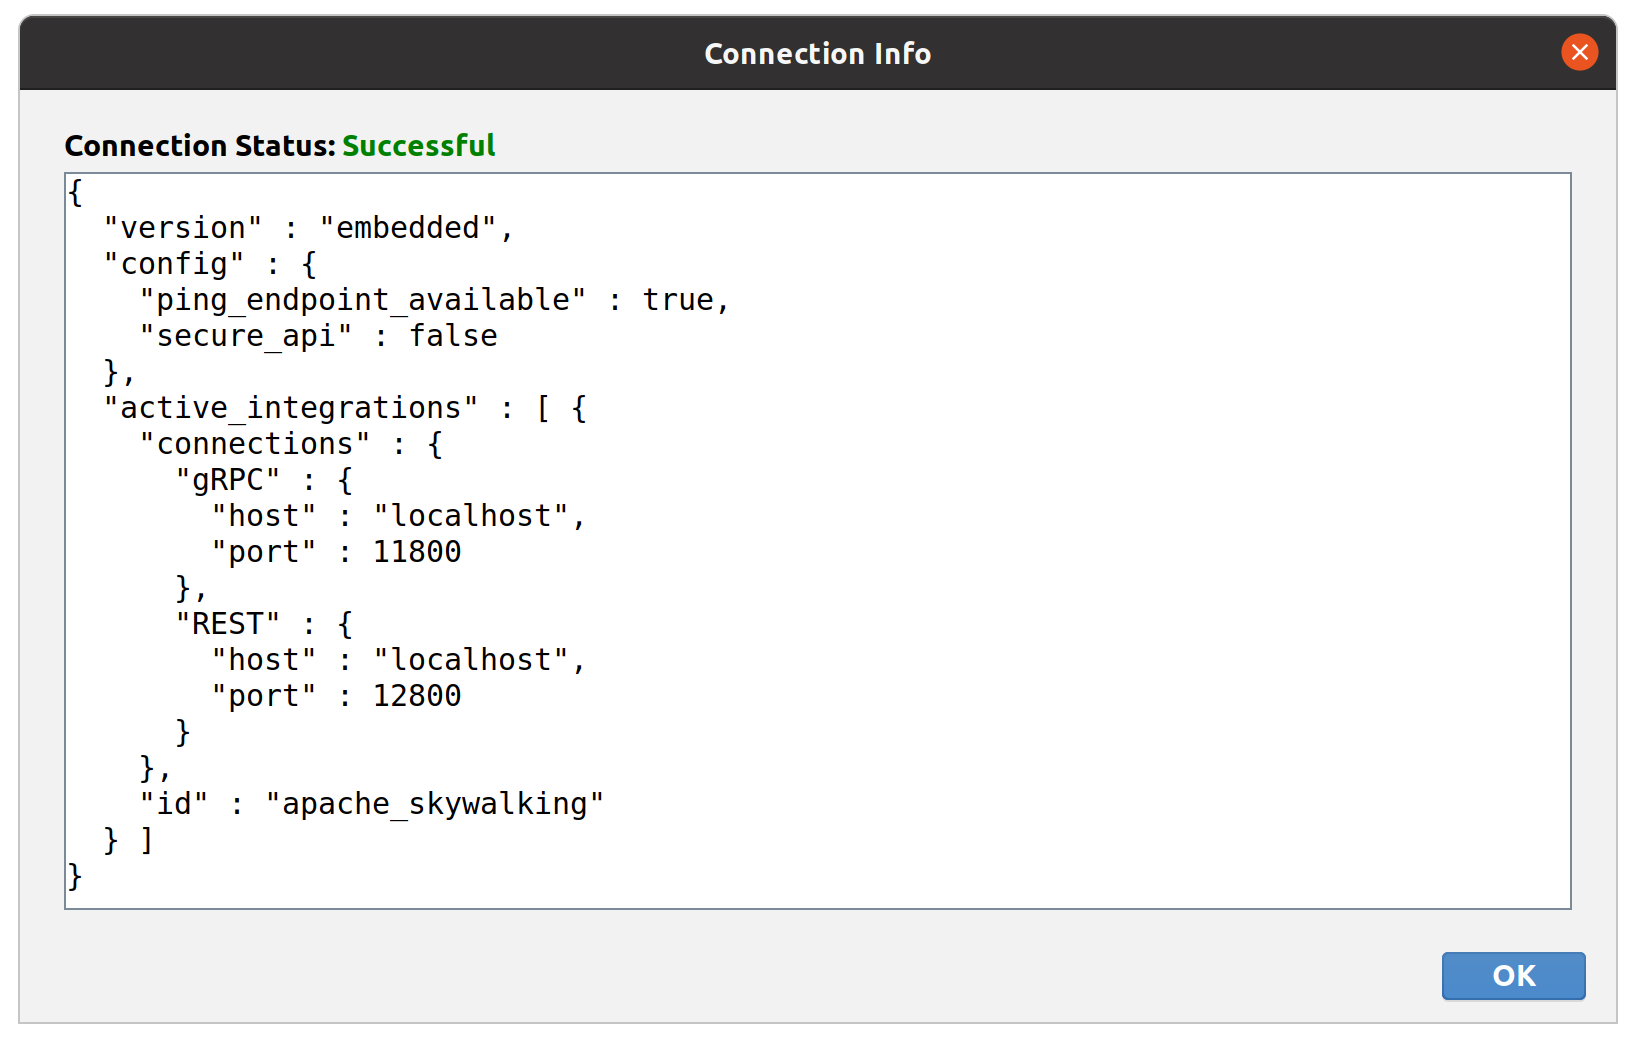 Connection Info
Connection Status: Successful
{
  "version" : "embedded",
  "config" : {
    "ping_endpoint_available" : true,
    "secure_api" : false
  },
  "active_integrations" : [ {
    "connections" : {
      "gRPC" : {
        "host" : "localhost",
        "port" : 11800
      },
      "REST" : {
        "host" : "localhost",
        "port" : 12800
      }
    },
    "id" : "apache_skywalking"
  } ]
}
OK